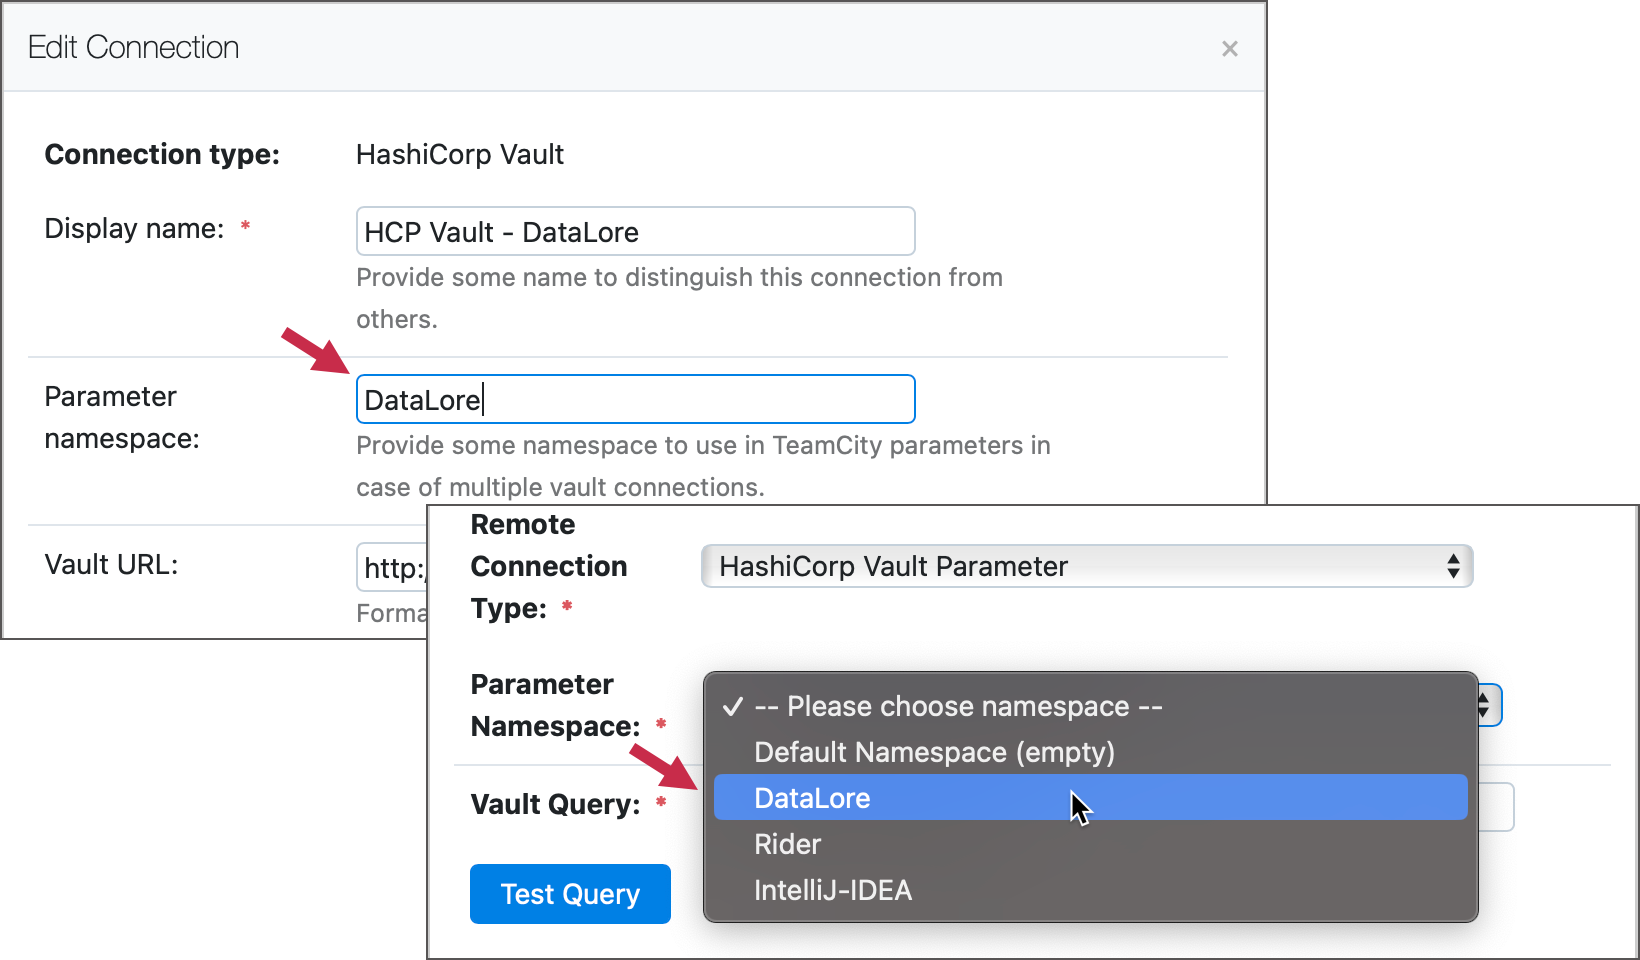 Edit Connection ×
Connection type: HashiCorp Vault
Display name: * HCP Vault - DataLore
Provide some name to distinguish this connection from
others.
Parameter
namespace:
DataLore
Provide some namespace to use in TeamCity parameters in
case of multiple vault connections.
Vault URL: http:
Forma
Remote
Connection
Type: *
HashiCorp Vault Parameter
Parameter
Namespace: *
✓ -- Please choose namespace --
Default Namespace (empty)
DataLore
Rider
IntelliJ-IDEA
Vault Query: *
Test Query